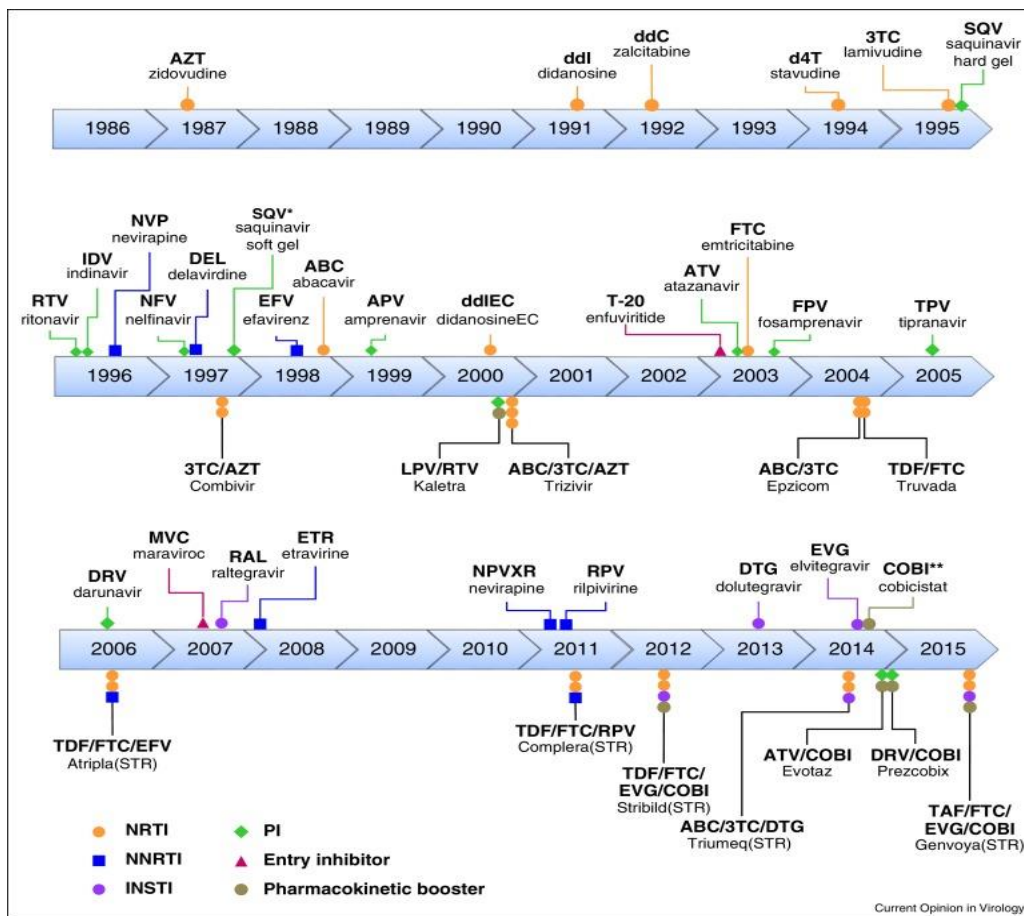 AZT
zidovudine
ddI
didanosine
ddC
zalcitabine
d4T
stavudine
3TC
lamivudine
SQV
saquinavir
hard gel
1986 1987 1988 1989 1990 1991 1992 1993 1994 1995
RTV
ritonavir
IDV
indinavir
NVP
nevirapine
NFV
nelfinavir
DEL
delavirdine
SQV*
saquinavir
soft gel
EFV
efavirenz
ABC
abacavir
APV
amprenavir
ddIEC
didanosineEC
T-20
enfuviritide
ATV
atazanavir
FTC
emtricitabine
FPV
fosamprenavir
TPV
tipranavir
1996 1997 1998 1999 2000 2001 2002 2003 2004 2005
3TC/AZT
Combivir
LPV/RTV
Kaletra
ABC/3TC/AZT
Trizivir
ABC/3TC
Epzicom
TDF/FTC
Truvada
DRV
darunavir
MVC
maraviroc
RAL
raltegravir
ETR
etravirine
NPVXR
nevirapine
RPV
rilpivirine
DTG
dolutegravir
EVG
elvitegravir
COBI**
cobicistat
2006 2007 2008 2009 2010 2011 2012 2013 2014 2015
TDF/FTC/EFV
Atripla(STR)
TDF/FTC/RPV
Complera(STR)
TDF/FTC/
EVG/COBI
Stribild(STR)
ABC/3TC/DTG
Triumeq(STR)
ATV/COBI
Evotaz
DRV/COBI
Prezcobix
TAF/FTC/
EVG/COBI
Genvoya(STR)
NRTI
NNRTI
INSTI
PI
Entry inhibitor
Pharmacokinetic booster
Current Opinion in Virology